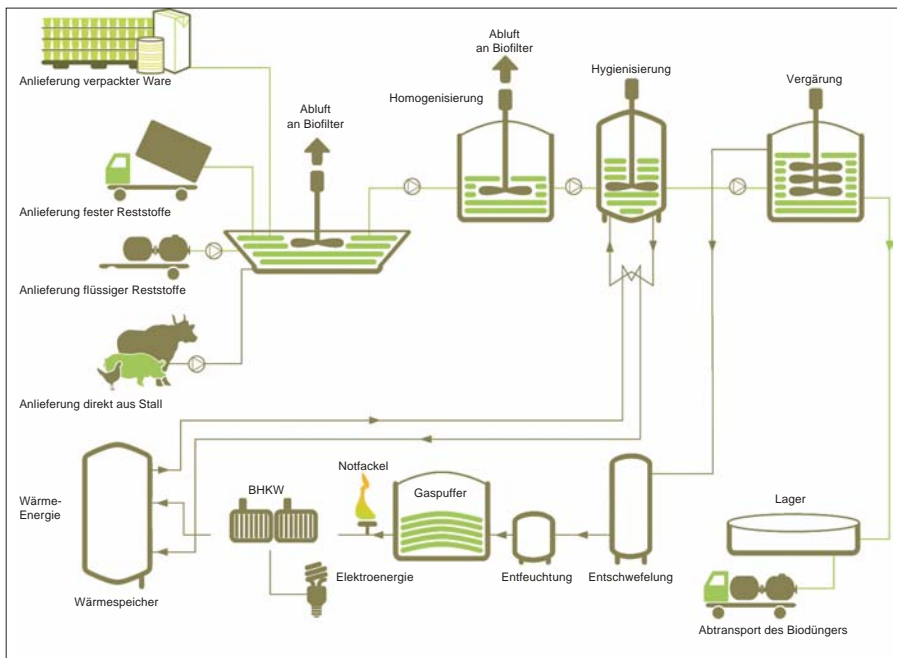 Anlieferung verpackter Ware
Anlieferung fester Reststoffe
Anlieferung flüssiger Reststoffe
Anlieferung direkt aus Stall
Abluft
an Biofilter
Homogenisierung
Abluft
an Biofilter
Hygienisierung
Vergärung
Wärme-
Energie
Wärmespeicher
BHKW
Elektroenergie
Notfackel
Gaspuffer
Entfeuchtung
Entschwefelung
Lager
Abtransport des Biodüngers